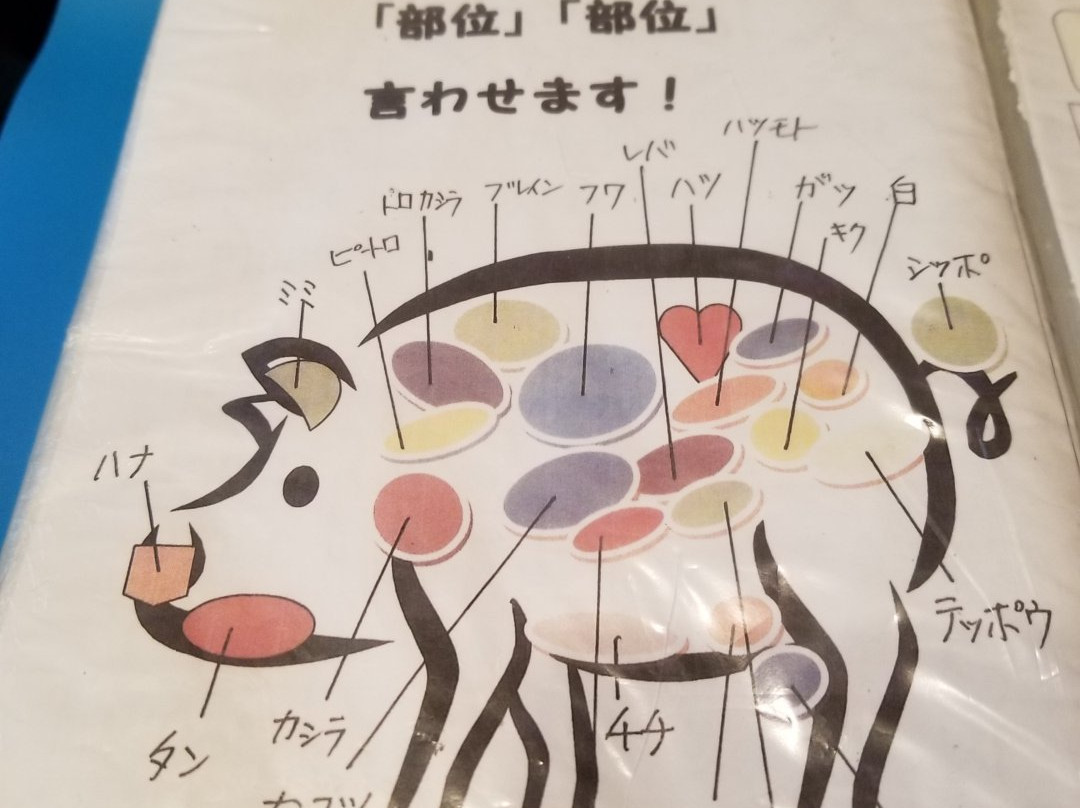 「部位」「部位」
言わせます！
ハツモト
レバ
ドロカシラ
ブレイン
フワ
ハツ
ガツ
白
ピートロ
キク
シッポ
ミミ
ハナ
テッポウ
カシラ
チチ
タン